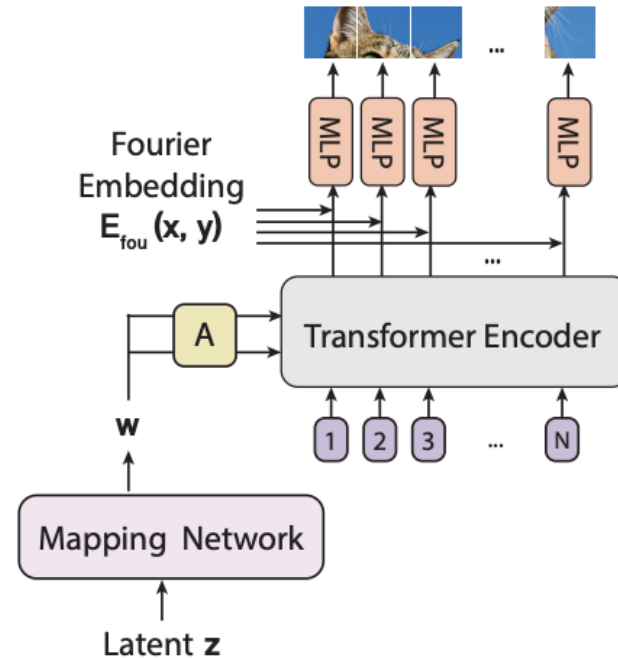 ...
MLP
MLP
MLP
MLP
Fourier
Embedding
E_fou (x, y)
...
A
Transformer Encoder
w
1
2
3
...
N
Mapping Network
Latent z